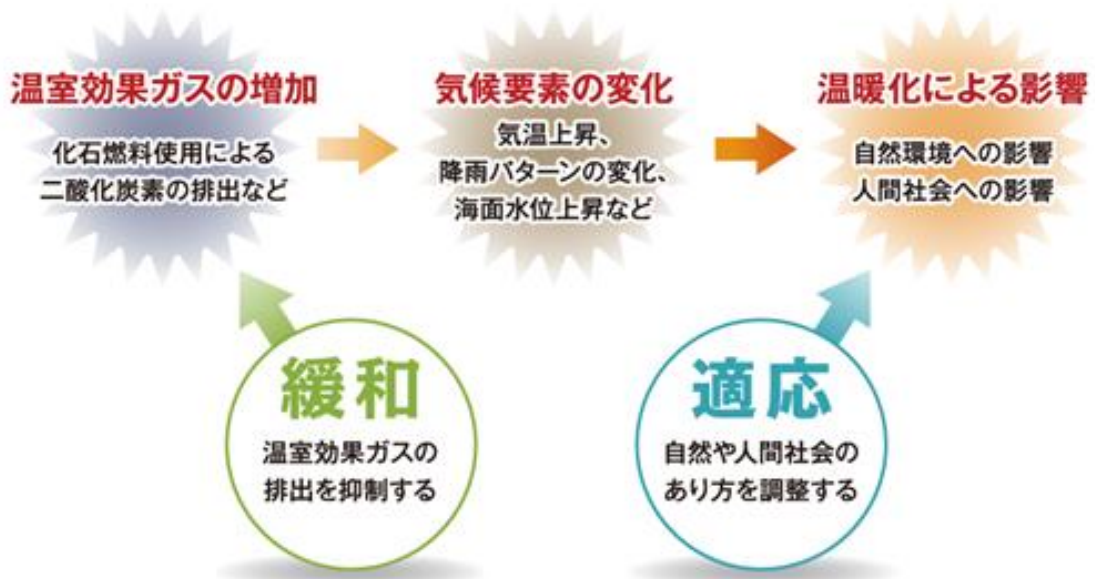 温室効果ガスの増加
化石燃料使用による
二酸化炭素の排出など
気候要素の変化
気温上昇、
降雨パターンの変化、
海面水位上昇など
温暖化による影響
自然環境への影響
人間社会への影響
緩和
温室効果ガスの
排出を抑制する
適応
自然や人間社会の
あり方を調整する